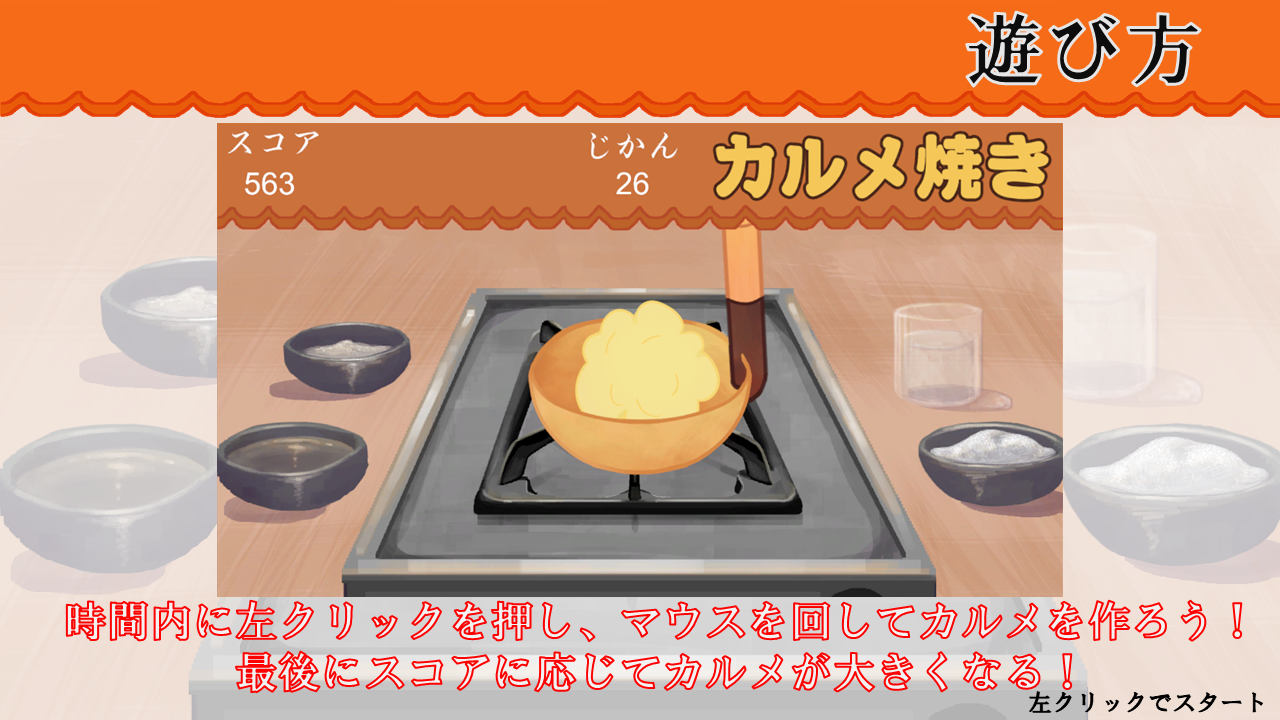 遊び方
スコア
じかん
カルメ焼き
563
26
時間内に左クリックを押し、マウスを回してカルメを作ろう！
最後にスコアに応じてカルメが大きくなる！
左クリックでスタート